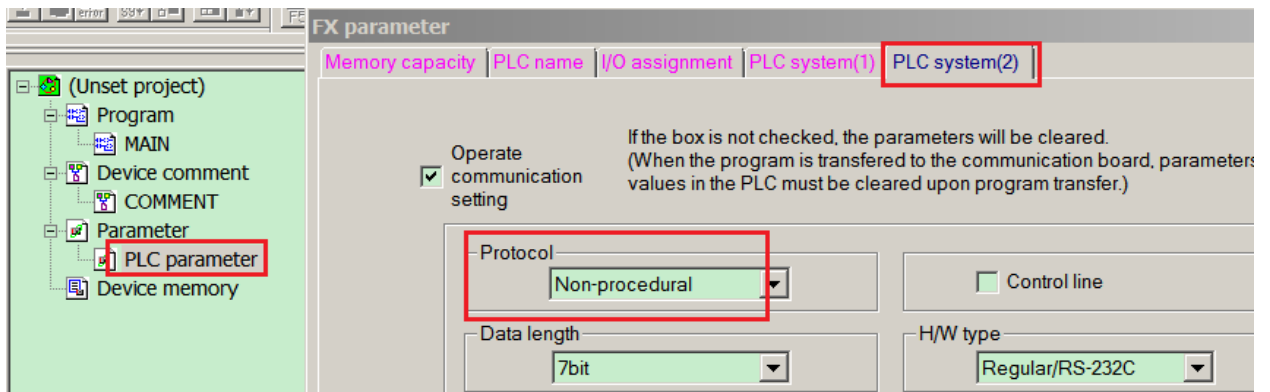 error
FX parameter
Memory capacity PLC name I/O assignment PLC system(1) PLC system(2)
(Unset project)
Program
MAIN
Device comment
COMMENT
Parameter
PLC parameter
Device memory
Operate
communication
setting
If the box is not checked, the parameters will be cleared.
(When the program is transfered to the communication board, parameters
values in the PLC must be cleared upon program transfer.)
Protocol
Non-procedural
Control line
Data length
7bit
H/W type
Regular/RS-232C